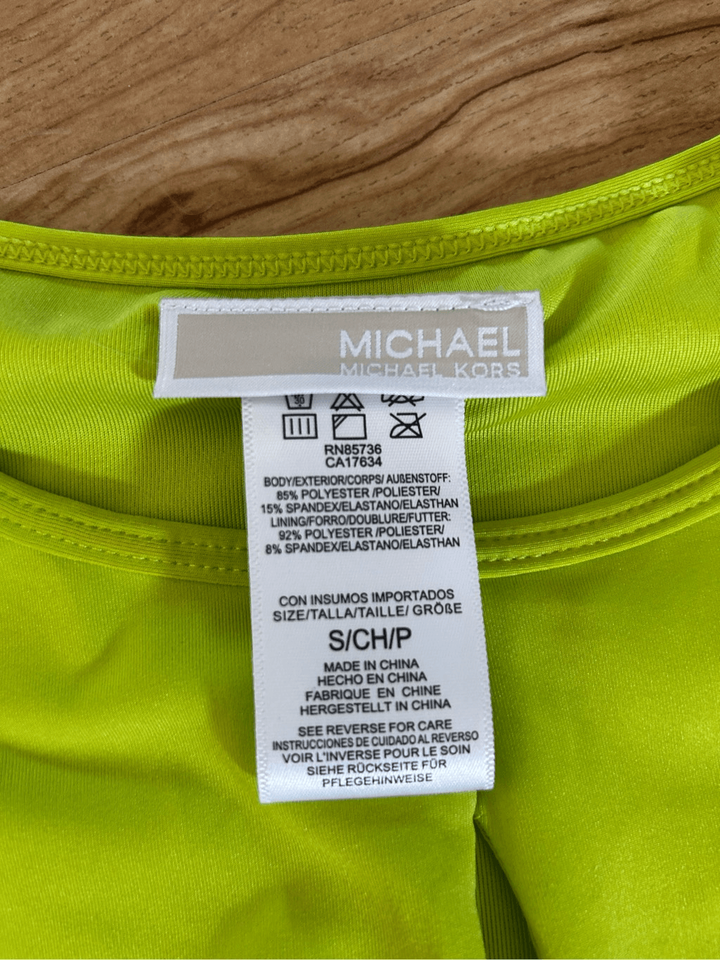 MICHAEL
MICHAEL KORS
30
RN85736
CA17634
BODY/EXTERIOR/CORPS/ AUßENSTOFF:
85% POLYESTER /POLIESTER/
15% SPANDEX/ELASTANO/ELASTHAN
LINING/FORRO/DOUBLURE/FUTTER:
92% POLYESTER /POLIESTER/
8% SPANDEX/ELASTANO/ELASTHAN
CON INSUMOS IMPORTADOS
SIZE/TALLA/TAILLE/ GRÖßE
S/CH/P
MADE IN CHINA
HECHO EN CHINA
FABRIQUE EN CHINE
HERGESTELLT IN CHINA
SEE REVERSE FOR CARE
INSTRUCCIONES DE CUIDADO AL REVERSO
VOIR L'INVERSE POUR LE SOIN
SIEHE RÜCKSEITE FÜR
PFLEGEHINWEISE